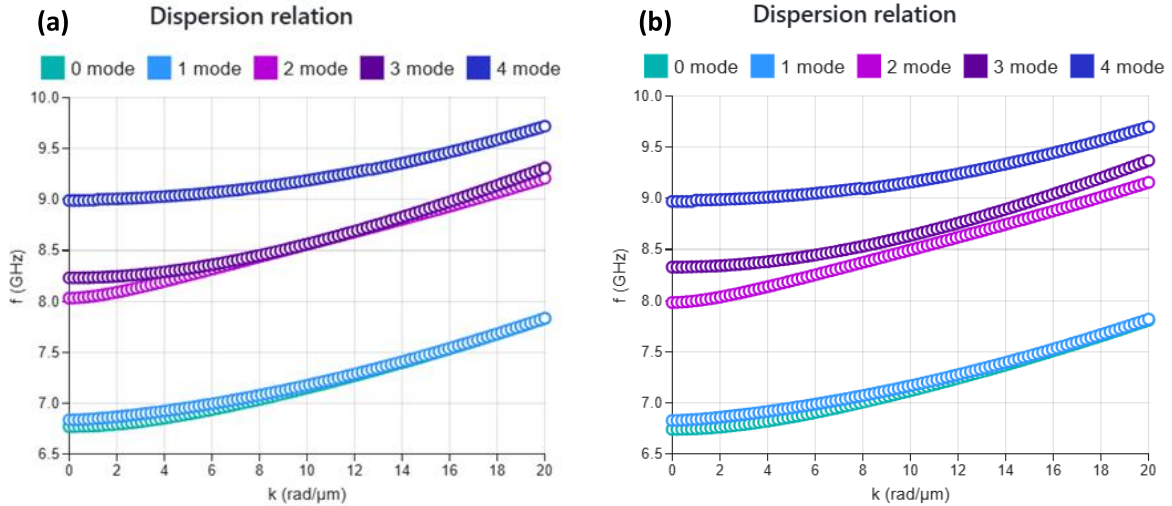 (a) Dispersion relation
0 mode 1 mode 2 mode 3 mode 4 mode
10.0
9.5
9.0
8.5
8.0
7.5
7.0
6.5
f (GHz)
0 2 4 6 8 10 12 14 16 18 20
k (rad/µm)
(b) Dispersion relation
0 mode 1 mode 2 mode 3 mode 4 mode
10.0
9.5
9.0
8.5
8.0
7.5
7.0
6.5
f (GHz)
0 2 4 6 8 10 12 14 16 18 20
k (rad/µm)